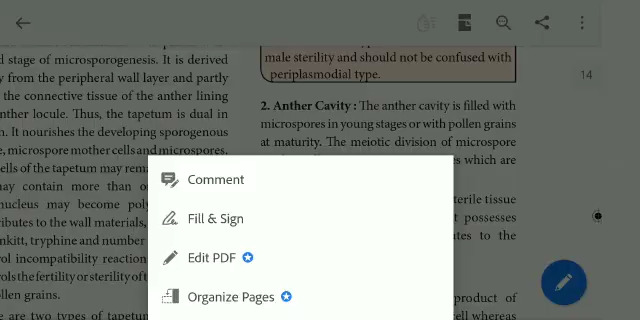 d stage of microsporogenesis. It is derived
y from the peripheral wall layer and partly
the connective tissue of the anther lining
nther locule. Thus, the tapetum is dual in
n. It nourishes the developing sporogenous
e, microspore mother cells and microspores.
ells of the tapetum may rema
nay contain more than o
nucleus may become poly
ributes to the wall materials,
nkitt, tryphine and number
rol incompatibility reaction
rols the fertility or sterility of t
ollen grains.
e are two types of tapetum
male sterility and should not be confused with
periplasmodial type.
14
2. Anther Cavity : The anther cavity is filled with
microspores in young stages or with pollen grains
at maturity. The meiotic division of microspore
es which are
terile tissue
t possesses
ates to the
product of
cell whereas
Comment
Fill & Sign
Edit PDF
Organize Pages